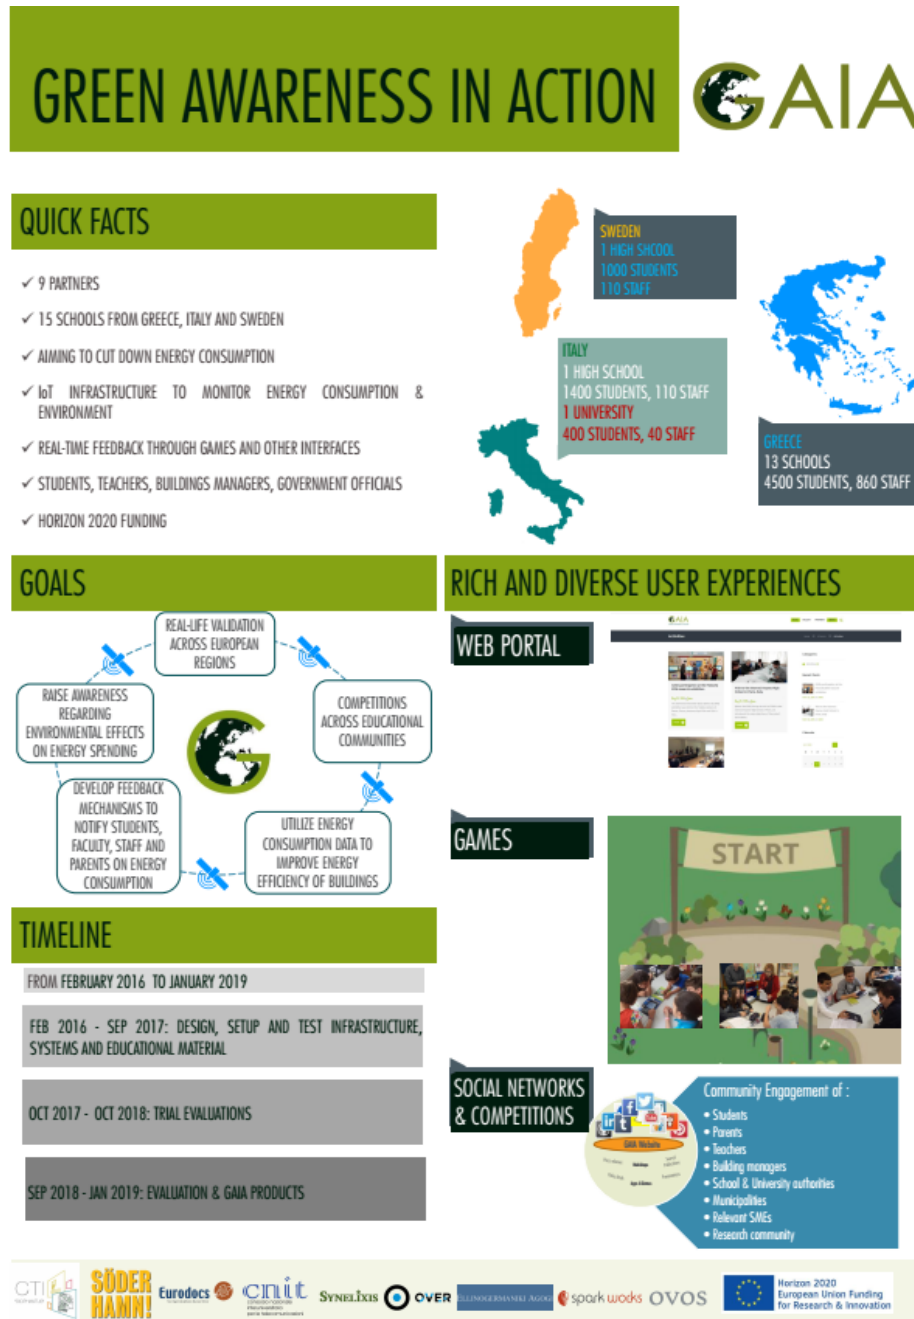 GREEN AWARENESS IN ACTION
GAIA
QUICK FACTS
✓ 9 PARTNERS
✓ 15 SCHOOLS FROM GREECE, ITALY AND SWEDEN
✓ AIMING TO CUT DOWN ENERGY CONSUMPTION
✓ IoT INFRASTRUCTURE TO MONITOR ENERGY CONSUMPTION &
ENVIRONMENT
✓ REAL-TIME FEEDBACK THROUGH GAMES AND OTHER INTERFACES
✓ STUDENTS, TEACHERS, BUILDINGS MANAGERS, GOVERNMENT OFFICIALS
✓ HORIZON 2020 FUNDING
SWEDEN
1 HIGH SHCOOL
1000 STUDENTS
110 STAFF
ITALY
1 HIGH SCHOOL
1400 STUDENTS, 110 STAFF
1 UNIVERSITY
400 STUDENTS, 40 STAFF
GREECE
13 SCHOOLS
4500 STUDENTS, 860 STAFF
GOALS
REAL-LIFE VALIDATION
ACROSS EUROPEAN
REGIONS
RAISE AWARENESS
REGARDING
ENVIRONMENTAL EFFECTS
ON ENERGY SPENDING
COMPETITIONS
ACROSS EDUCATIONAL
COMMUNITIES
DEVELOP FEEDBACK
MECHANISMS TO
NOTIFY STUDENTS,
FACULTY, STAFF AND
PARENTS ON ENERGY
CONSUMPTION
UTILIZE ENERGY
CONSUMPTION DATA TO
IMPROVE ENERGY
EFFICIENCY OF BUILDINGS
TIMELINE
FROM FEBRUARY 2016 TO JANUARY 2019
FEB 2016 - SEP 2017: DESIGN, SETUP AND TEST INFRASTRUCTURE,
SYSTEMS AND EDUCATIONAL MATERIAL
OCT 2017 - OCT 2018: TRIAL EVALUATIONS
SEP 2018 - JAN 2019: EVALUATION & GAIA PRODUCTS
RICH AND DIVERSE USER EXPERIENCES
WEB PORTAL
GAIA
GAMES
START
SOCIAL NETWORKS
& COMPETITIONS
GAIA Website
Community Engagement of :
• Students
• Parents
• Teachers
• Building managers
• School & University authorities
• Municipalities
• Relevant SMEs
• Research community
CTI
SÖDER
HAMN!
Eurodocs
cnit
SYNELIXIS
OVER
ELLINOGERMANIKI AGOGI
spark works
OVOS
Horizon 2020
European Union Funding
for Research & Innovation